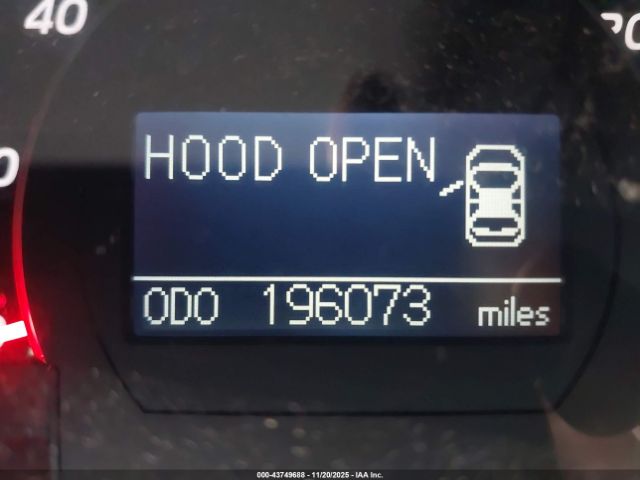 40
HOOD OPEN
ODO 196073 miles
000-43749688 - 11/20/2025 - IAA Inc.